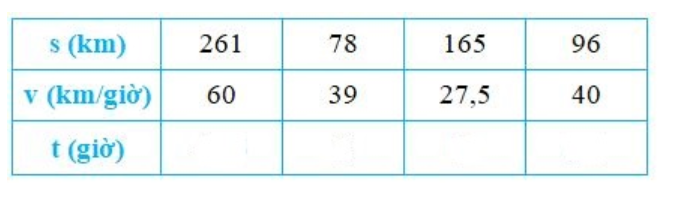 s (km) 261 78 165 96
v (km/giờ) 60 39 27,5 40
t (giờ)